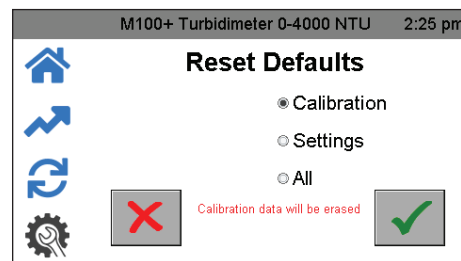 M100+ Turbidimeter 0-4000 NTU 2:25 pm
Reset Defaults
Calibration
Settings
All
Calibration data will be erased